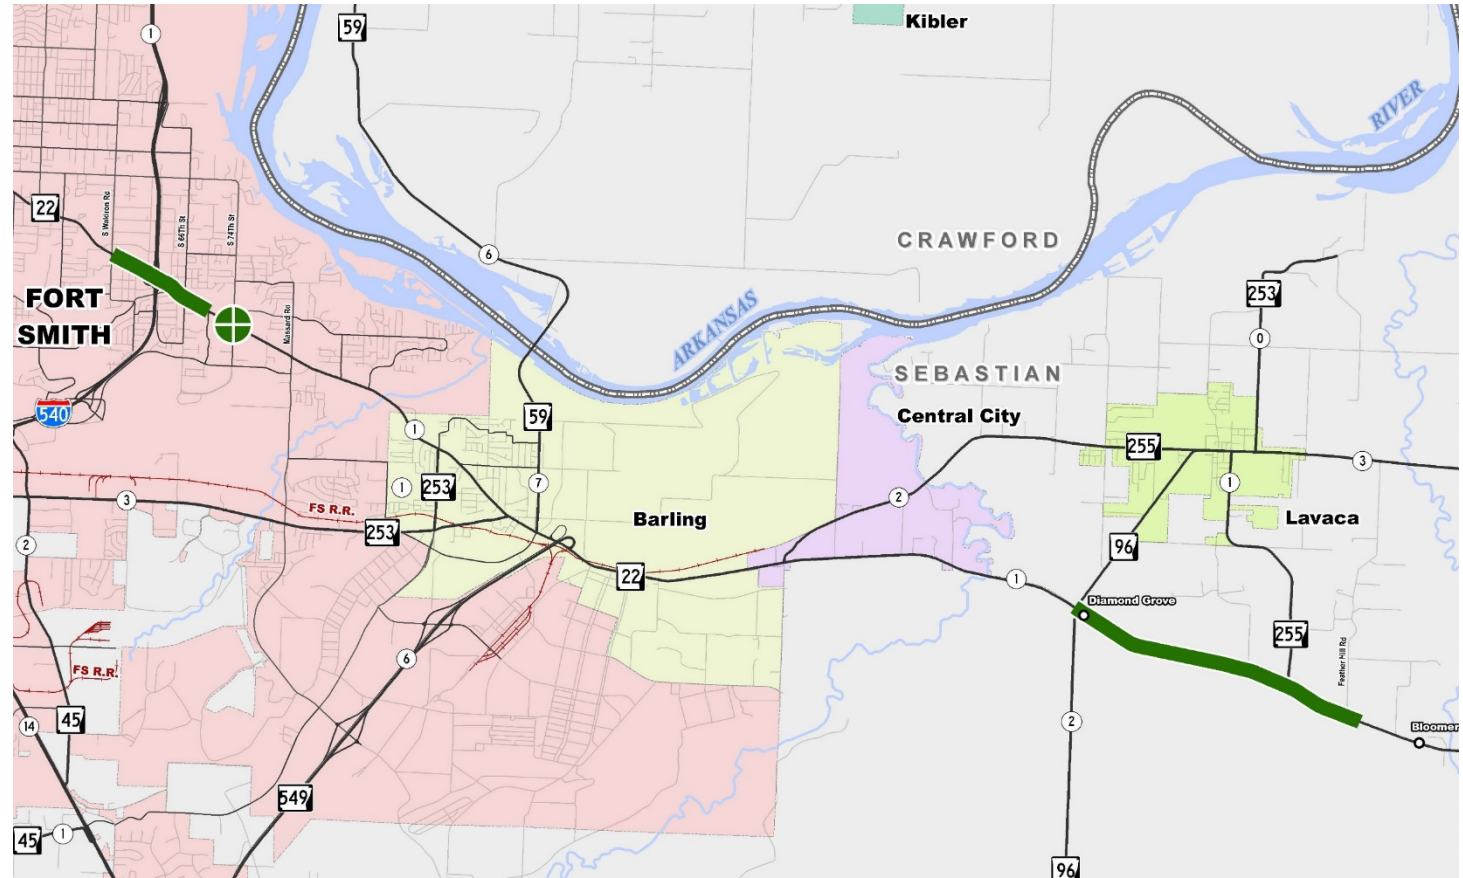 59
Kibler
1
RIVER
22
S Waldron Rd
S 66Th St
S 74Th St
6
CRAWFORD
FORT
SMITH
Massard Rd
ARKANSAS
253
0
SEBASTIAN
540
59
Central City
1
255
3
253
1
7
2
1
3
FS R.R.
253
Barling
Lavaca
2
96
22
1
Diamond Grove
255
Feather Hill Rd
6
FS R.R.
45
14
2
Bloomer
549
1
45
96